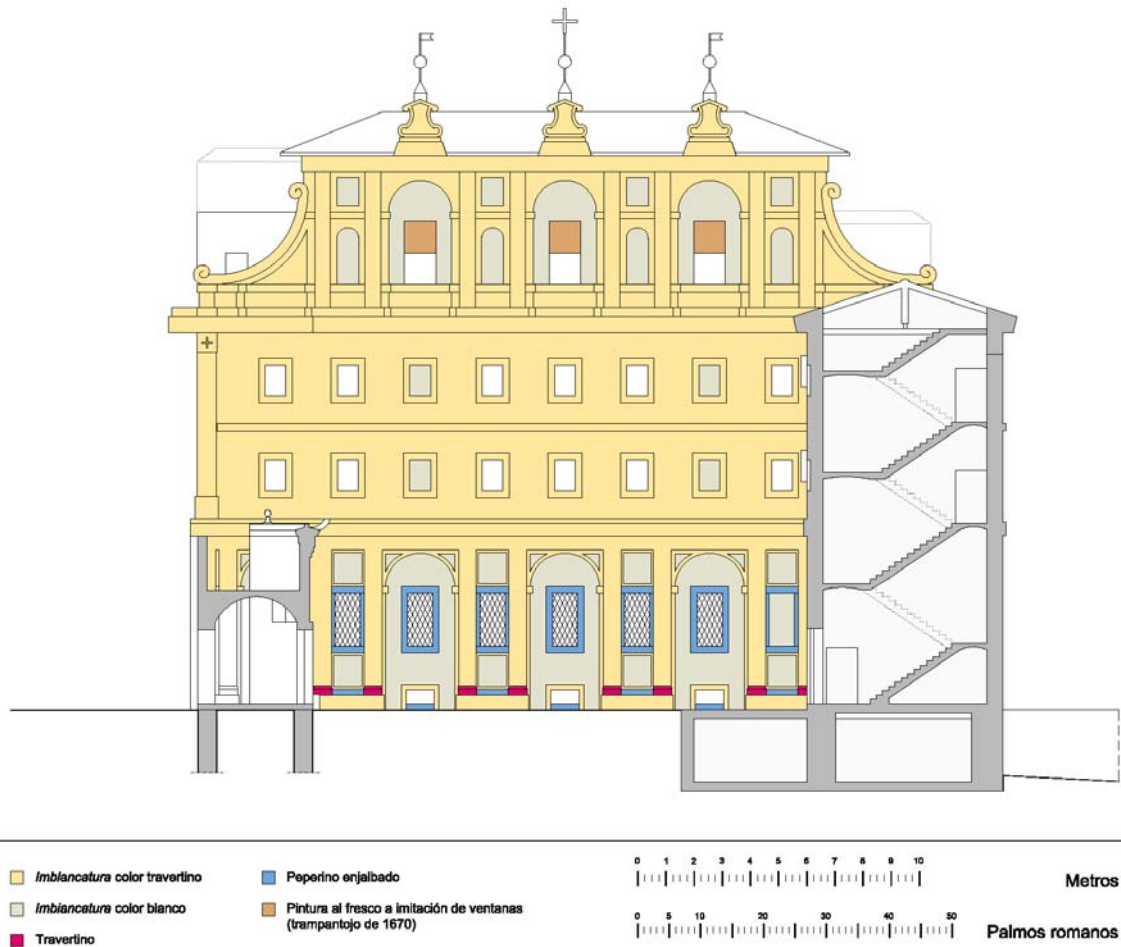 Imbiancatura color travertino
Imbiancatura color blanco
Travertino
Peperino enjalbado
Pintura al fresco a imitación de ventanas
(trampantojo de 1670)
0 1 2 3 4 5 6 7 8 9 10
Metros
0 5 10 20 30 40 50
Palmos romanos